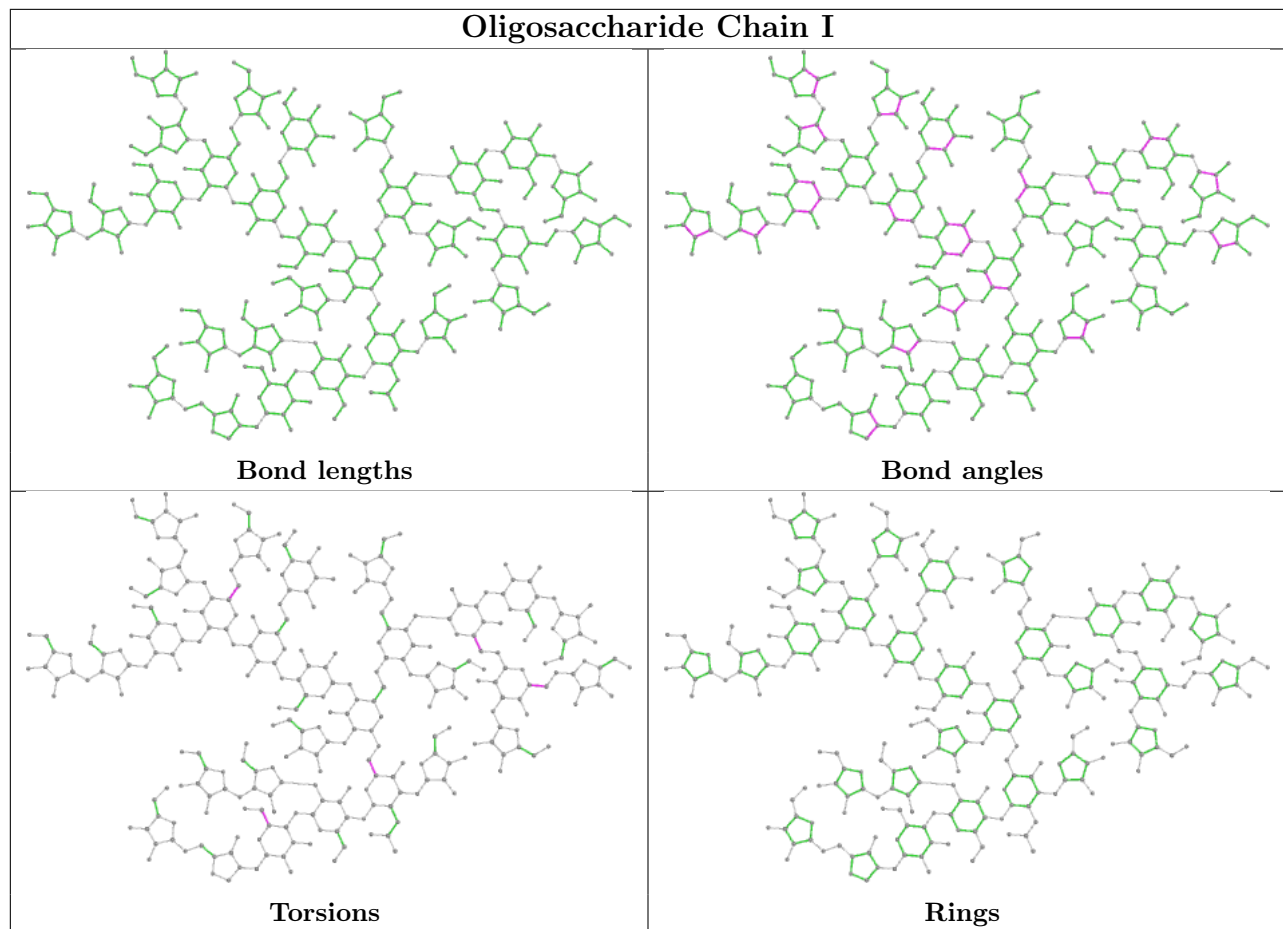 Oligosaccharide Chain I
Bond lengths
Bond angles
Torsions
Rings